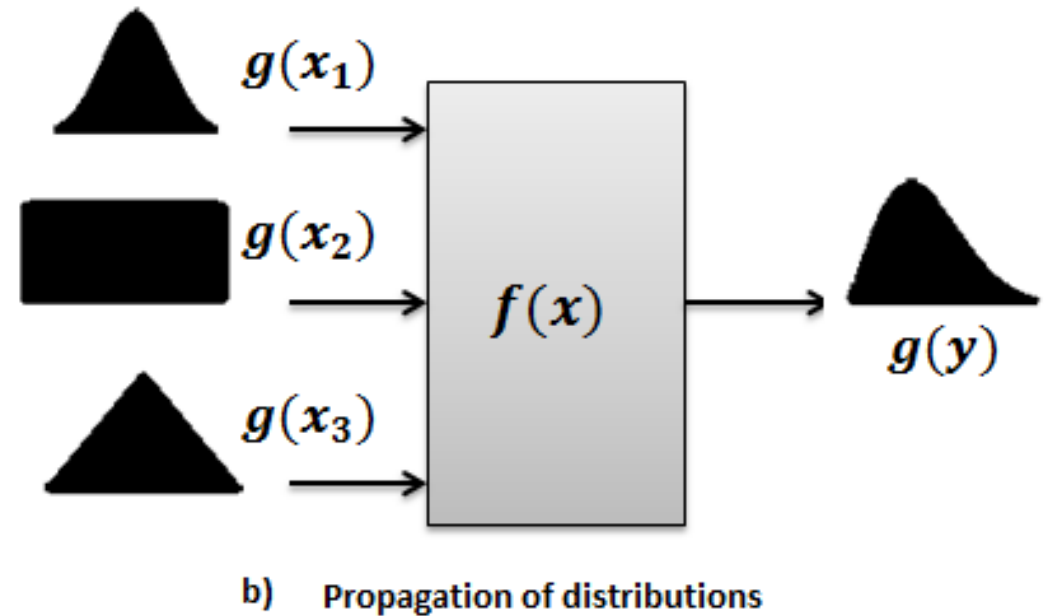 g(x₁)
g(x₂)
f(x)
g(y)
g(x₃)
b) Propagation of distributions